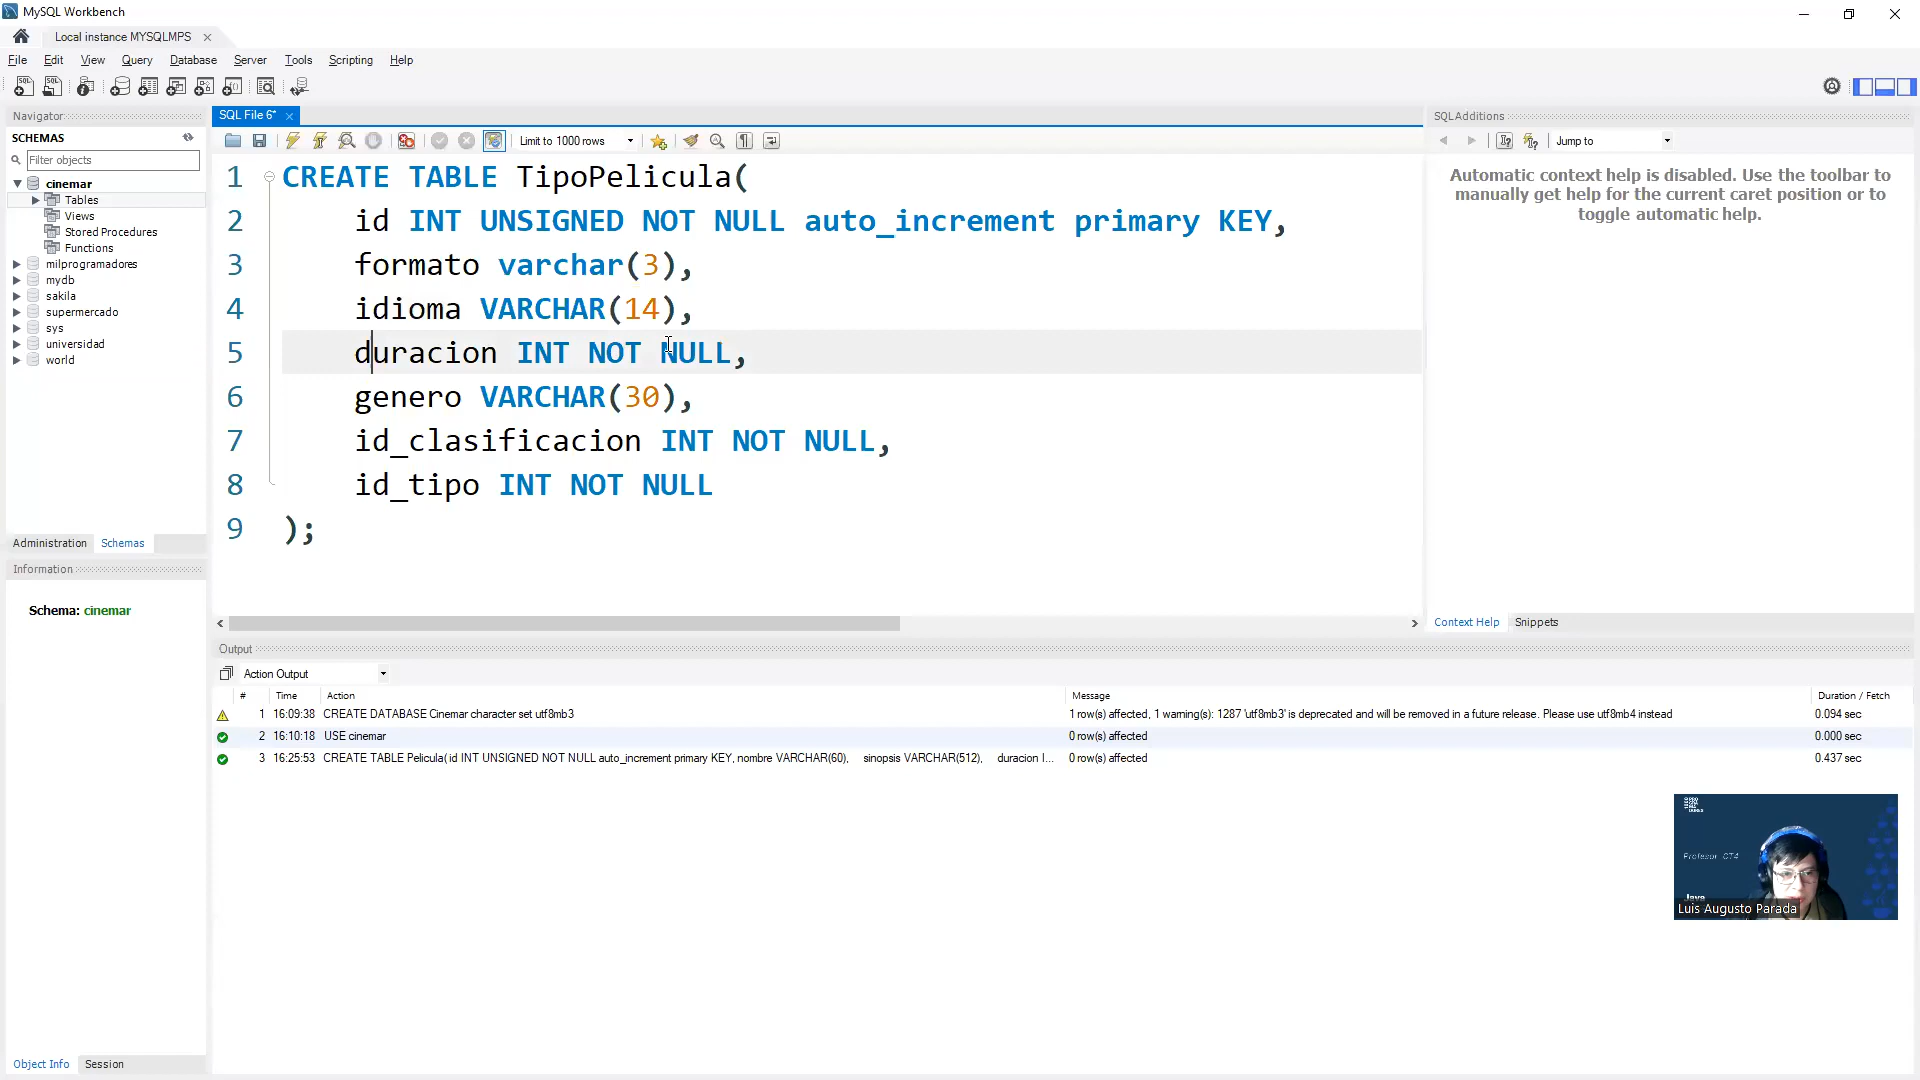 MySQL Workbench
Local instance MYSQLMPS
File Edit View Query Database Server Tools Scripting Help
Navigator
SCHEMAS
Filter objects
cinemar
Tables
Views
Stored Procedures
Functions
milprogramadores
mydb
sakila
supermercado
sys
universidad
world
Administration Schemas
Information
Schema: cinemar
Object Info Session
SQL File 6*
Limit to 1000 rows
1 CREATE TABLE TipoPelicula(
2 id INT UNSIGNED NOT NULL auto_increment primary KEY,
3 formato varchar(3),
4 idioma VARCHAR(14),
5 duracion INT NOT NULL,
6 genero VARCHAR(30),
7 id_clasificacion INT NOT NULL,
8 id_tipo INT NOT NULL
9 );
SQLAdditions
Jump to
Automatic context help is disabled. Use the toolbar to
manually get help for the current caret position or to
toggle automatic help.
Context Help Snippets
Output
Action Output
# Time Action Message Duration / Fetch
1 16:09:38 CREATE DATABASE Cinemar character set utf8mb3 1 row(s) affected, 1 warning(s): 1287 'utf8mb3' is deprecated and will be removed in a future release. Please use utf8mb4 instead 0.094 sec
2 16:10:18 USE cinemar 0 row(s) affected 0.000 sec
3 16:25:53 CREATE TABLE Pelicula( id INT UNSIGNED NOT NULL auto_increment primary KEY, nombre VARCHAR(60), sinopsis VARCHAR(512), duracion I... 0 row(s) affected 0.437 sec
Profesor CT4
Java
Luis Augusto Parada